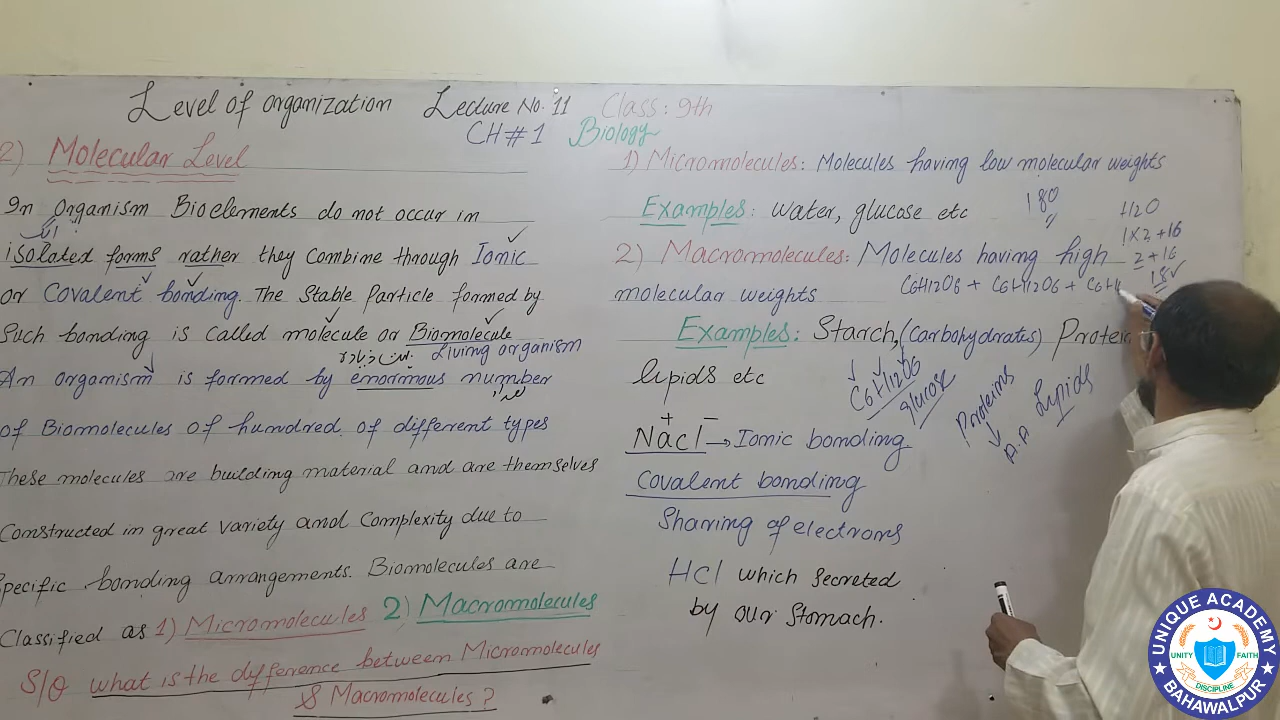 Level of organization Lecture No. 11 Class: 9th
CH#1 Biology
2) Molecular Level
In Organism Bioelements do not occur in
isolated forms rather they Combine through Ionic
or Covalent bonding. The Stable Particle formed by
Such bonding is Called molecule or Biomolecule
بہت زیادہ Living organism
An organism is formed by enormous number
تعداد
of Biomolecules of hundred of different types
These molecules are building material and are themselves
Constructed in great variety and Complexity due to
Specific bonding arrangements. Biomolecules are
Classified as 1) Micromolecules 2) Macromolecules
S/Q what is the difference between Micromolecules
& Macromolecules?
1) Micromolecules: Molecules having low molecular weights
Examples: water, glucose etc
180
H2O
1x2+16
2+16
18
2) Macromolecules: Molecules having high
molecular weights
C6H12O6 + C6H12O6 + C6H
Examples: Starch, (Carbohydrates) Protein
lipids etc
C6H12O6
glucose
Proteins
A.A
Lipids
+ -
NaCl → Ionic bonding
Covalent bonding
Sharing of electrons
HCl which Secreted
by our Stomach.
UNIQUE ACADEMY
UNITY FAITH
DISCIPLINE
BAHAWALPUR